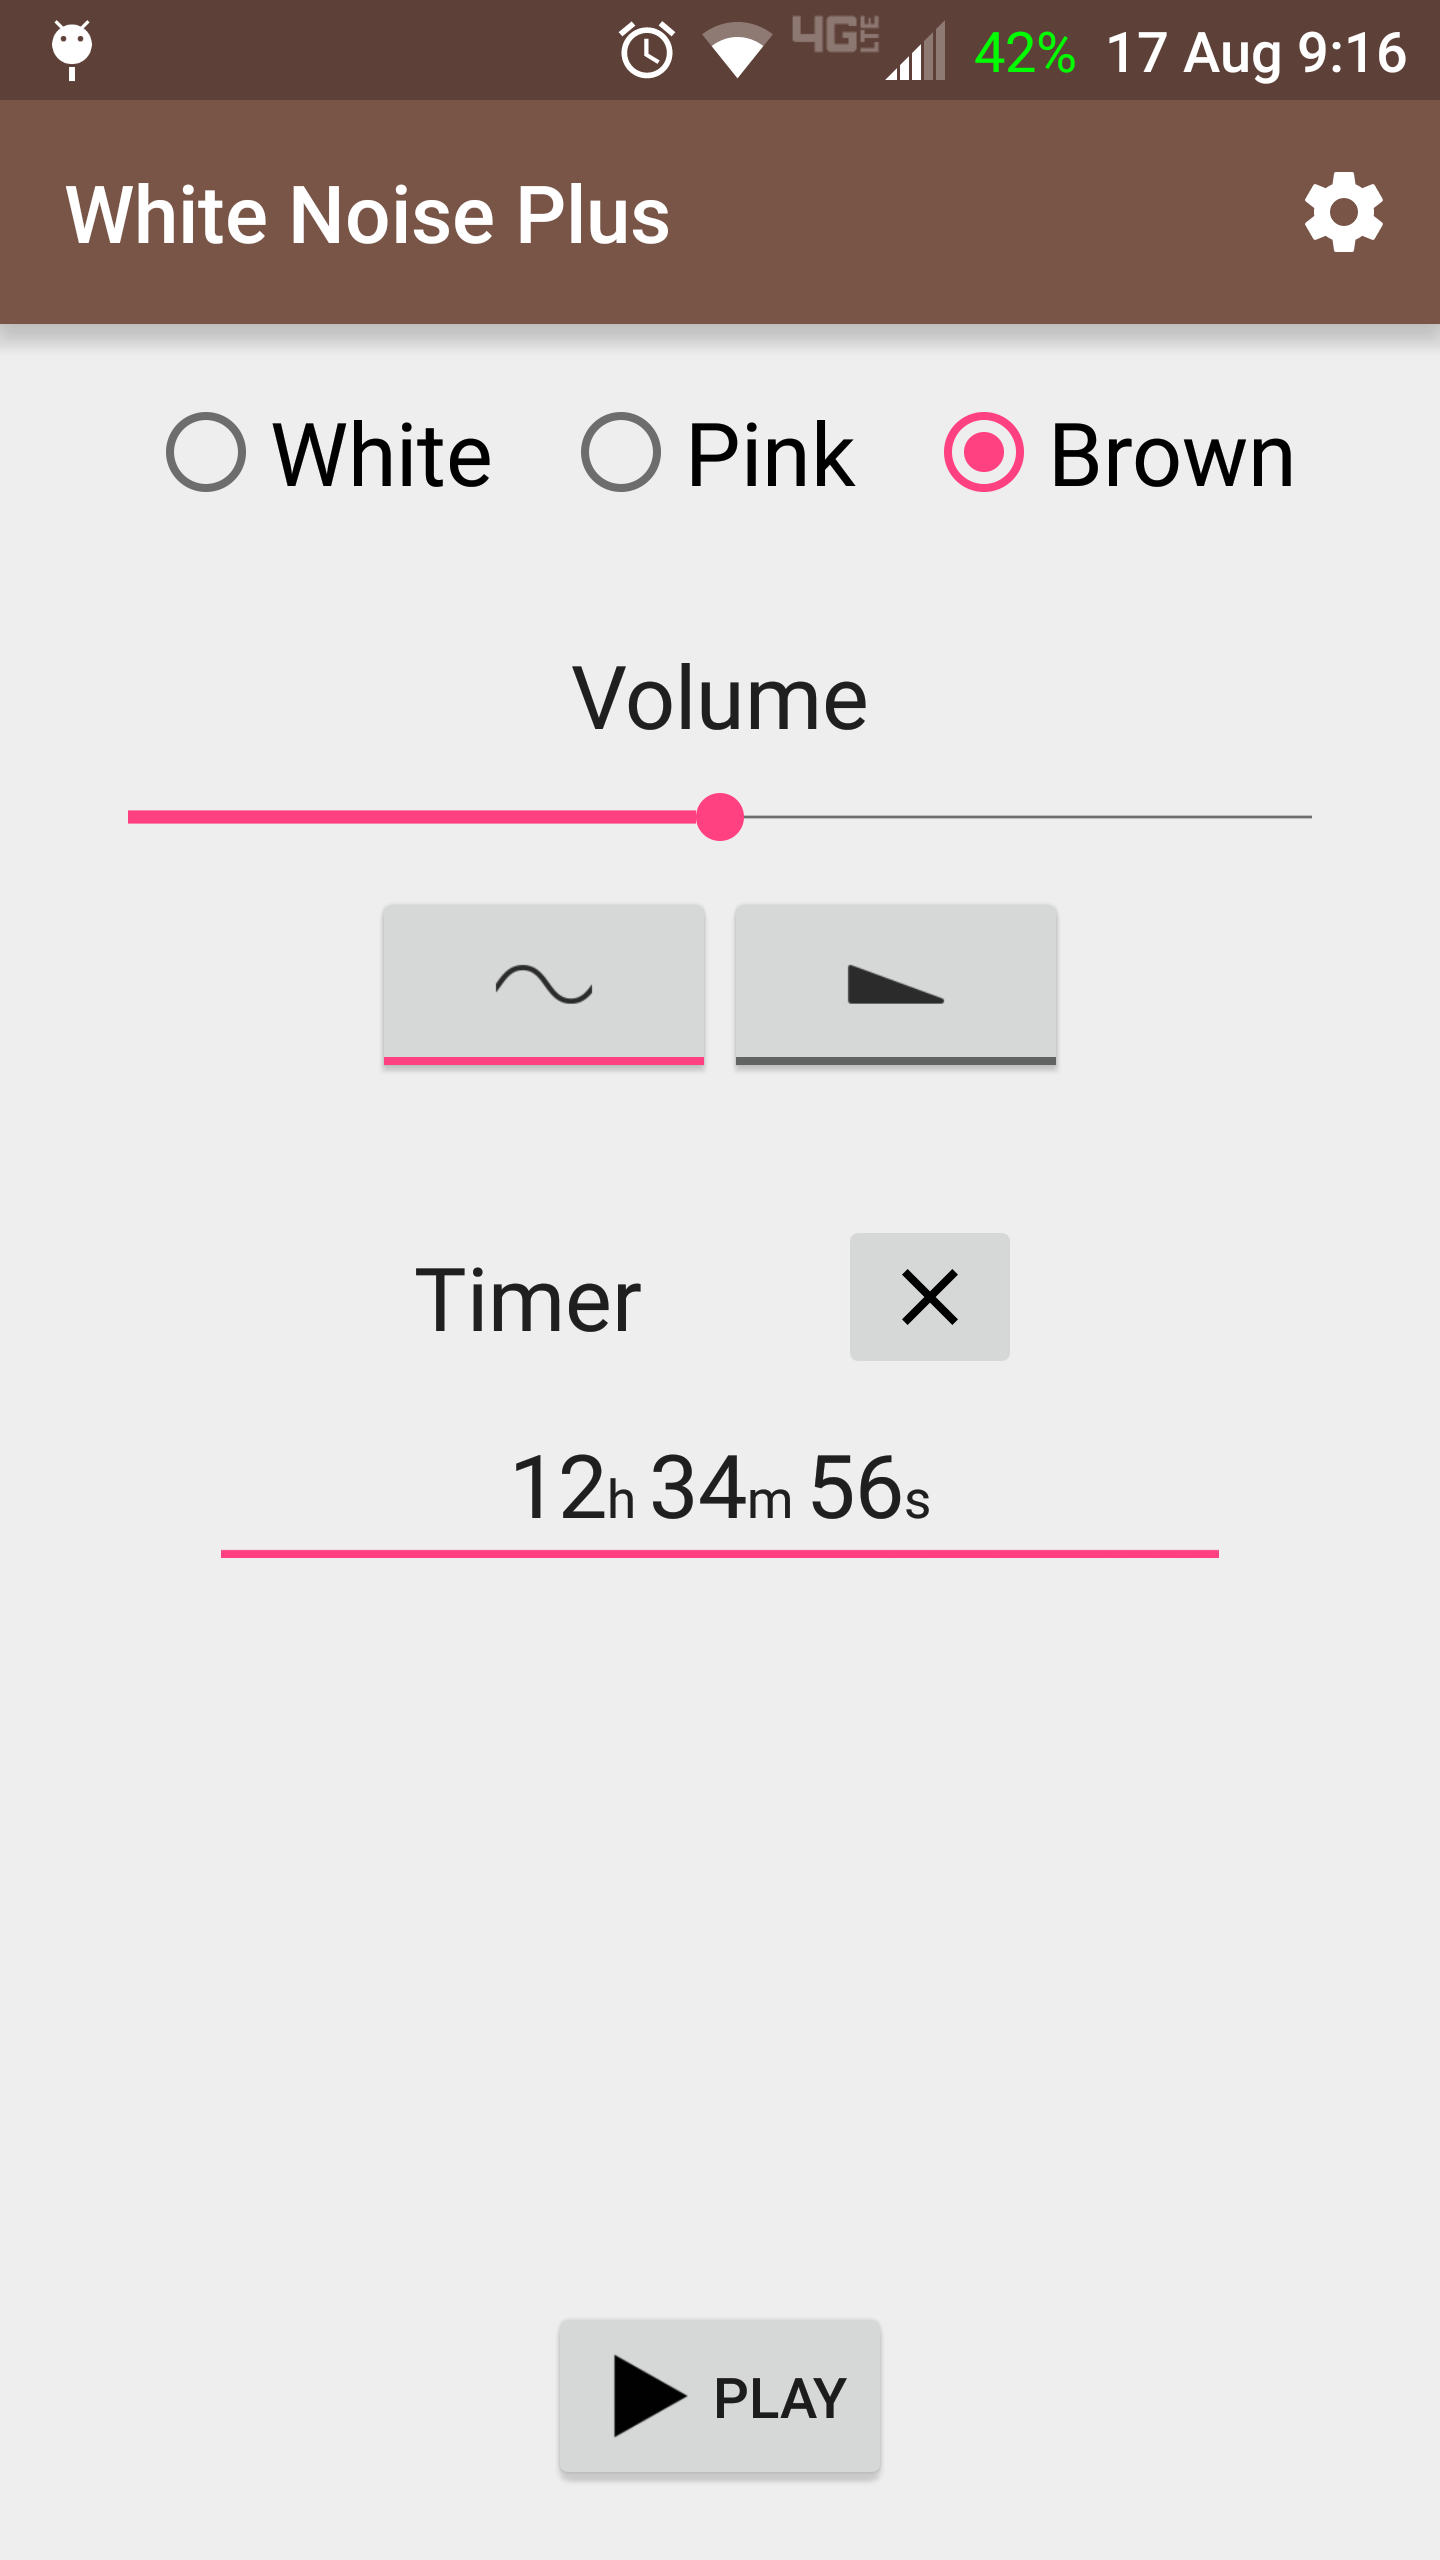 4G LTE 42% 17 Aug 9:16
White Noise Plus
White Pink Brown
Volume
Timer
12h 34m 56s
PLAY